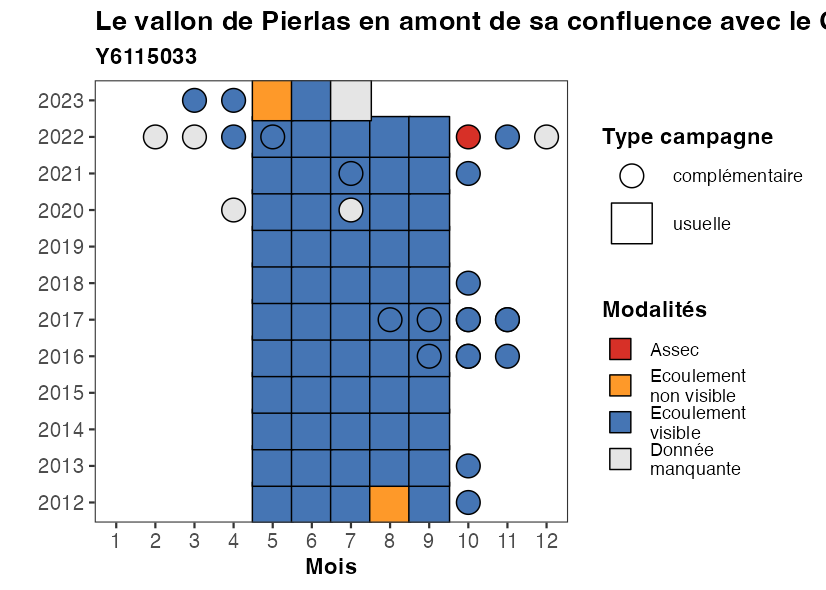 Le vallon de Pierlas en amont de sa confluence avec le
Y6115033
2023
2022
2021
2020
2019
2018
2017
2016
2015
2014
2013
2012
1 2 3 4 5 6 7 8 9 10 11 12
Mois
Type campagne
complémentaire
usuelle
Modalités
Assec
Ecoulement
non visible
Ecoulement
visible
Donnée
manquante